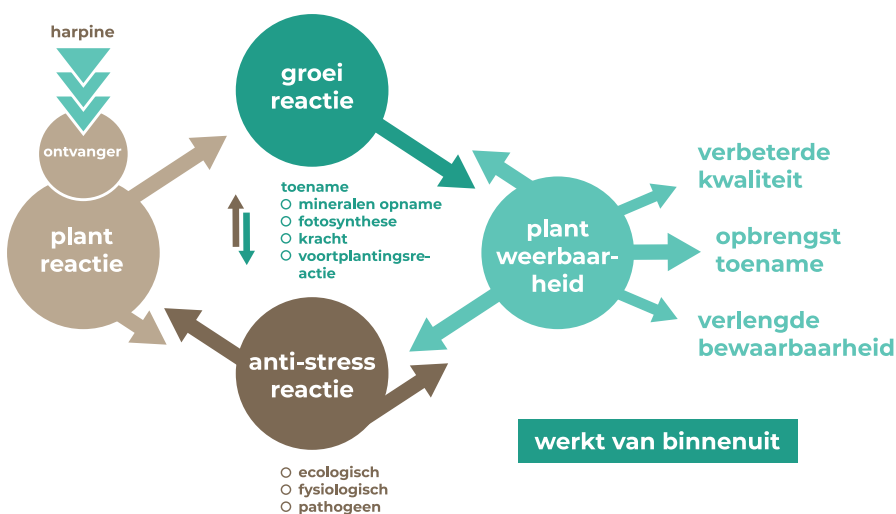 harpine
ontvanger
plant
reactie
groei
reactie
toename
mineralen opname
fotosynthese
kracht
voortplantingsre-
actie
anti-stress
reactie
ecologisch
fysiologisch
pathogeen
plant
weerbaar-
heid
verbeterde
kwaliteit
opbrengst
toename
verlengde
bewaarbaarheid
werkt van binnenuit